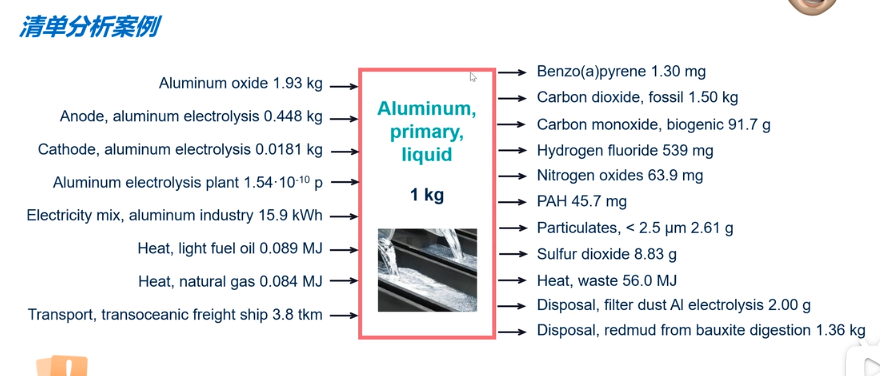 清单分析案例
Aluminum oxide 1.93 kg
Anode, aluminum electrolysis 0.448 kg
Cathode, aluminum electrolysis 0.0181 kg
Aluminum electrolysis plant 1.54·10⁻¹⁰ p
Electricity mix, aluminum industry 15.9 kWh
Heat, light fuel oil 0.089 MJ
Heat, natural gas 0.084 MJ
Transport, transoceanic freight ship 3.8 tkm
Aluminum,
primary,
liquid
1 kg
Benzo(a)pyrene 1.30 mg
Carbon dioxide, fossil 1.50 kg
Carbon monoxide, biogenic 91.7 g
Hydrogen fluoride 539 mg
Nitrogen oxides 63.9 mg
PAH 45.7 mg
Particulates, < 2.5 µm 2.61 g
Sulfur dioxide 8.83 g
Heat, waste 56.0 MJ
Disposal, filter dust Al electrolysis 2.00 g
Disposal, redmud from bauxite digestion 1.36 kg